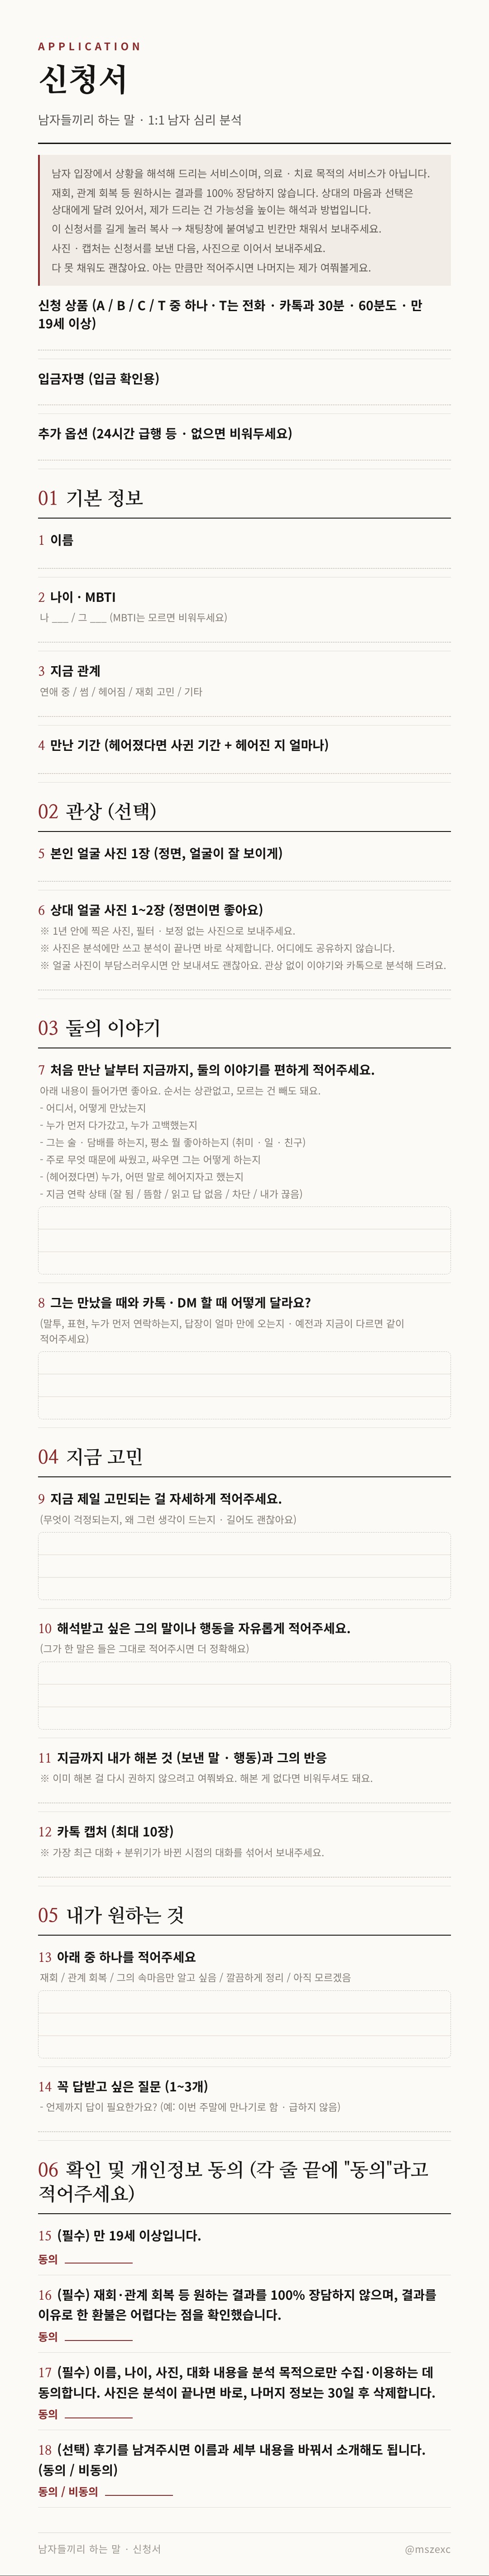 APPLICATION
신청서
남자들끼리 하는 말 · 1:1 남자 심리 분석
남자 입장에서 상황을 해석해 드리는 서비스이며, 의료 · 치료 목적의 서비스가 아닙니다.
재회, 관계 회복 등 원하시는 결과를 100% 장담하지 않습니다. 상대의 마음과 선택은
상대에게 달려 있어서, 제가 드리는 건 가능성을 높이는 해석과 방법입니다.
이 신청서를 길게 눌러 복사 → 채팅창에 붙여넣고 빈칸만 채워서 보내주세요.
사진 · 캡처는 신청서를 보낸 다음, 사진으로 이어서 보내주세요.
다 못 채워도 괜찮아요. 아는 만큼만 적어주시면 나머지는 제가 여쭤볼게요.
신청 상품 (A / B / C / T 중 하나 · T는 전화 · 카톡과 30분 · 60분도 · 만
19세 이상)
입금자명 (입금 확인용)
추가 옵션 (24시간 급행 등 · 없으면 비워두세요)
01 기본 정보
1 이름
2 나이 · MBTI
나 ___ / 그 ___ (MBTI는 모르면 비워두세요)
3 지금 관계
연애 중 / 썸 / 헤어짐 / 재회 고민 / 기타
4 만난 기간 (헤어졌다면 사귄 기간 + 헤어진 지 얼마나)
02 관상 (선택)
5 본인 얼굴 사진 1장 (정면, 얼굴이 잘 보이게)
6 상대 얼굴 사진 1~2장 (정면이면 좋아요)
※ 1년 안에 찍은 사진, 필터 · 보정 없는 사진으로 보내주세요.
※ 사진은 분석에만 쓰고 분석이 끝나면 바로 삭제합니다. 어디에도 공유하지 않습니다.
※ 얼굴 사진이 부담스러우시면 안 보내셔도 괜찮아요. 관상 없이 이야기와 카톡으로 분석해 드려요.
03 둘의 이야기
7 처음 만난 날부터 지금까지, 둘의 이야기를 편하게 적어주세요.
아래 내용이 들어가면 좋아요. 순서는 상관없고, 모르는 건 빼도 돼요.
- 어디서, 어떻게 만났는지
- 누가 먼저 다가갔고, 누가 고백했는지
- 그는 술 · 담배를 하는지, 평소 뭘 좋아하는지 (취미 · 일 · 친구)
- 주로 무엇 때문에 싸웠고, 싸우면 그는 어떻게 하는지
- (헤어졌다면) 누가, 어떤 말로 헤어지자고 했는지
- 지금 연락 상태 (잘 됨 / 뜸함 / 읽고 답 없음 / 차단 / 내가 끊음)
8 그는 만났을 때와 카톡 · DM 할 때 어떻게 달라요?
(말투, 표현, 누가 먼저 연락하는지, 답장이 얼마 만에 오는지 · 예전과 지금이 다르면 같이
적어주세요)
04 지금 고민
9 지금 제일 고민되는 걸 자세하게 적어주세요.
(무엇이 걱정되는지, 왜 그런 생각이 드는지 · 길어도 괜찮아요)
10 해석받고 싶은 그의 말이나 행동을 자유롭게 적어주세요.
(그가 한 말은 들은 그대로 적어주시면 더 정확해요)
11 지금까지 내가 해본 것 (보낸 말 · 행동)과 그의 반응
※ 이미 해본 걸 다시 권하지 않으려고 여쭤봐요. 해본 게 없다면 비워두셔도 돼요.
12 카톡 캡처 (최대 10장)
※ 가장 최근 대화 + 분위기가 바뀐 시점의 대화를 섞어서 보내주세요.
05 내가 원하는 것
13 아래 중 하나를 적어주세요
재회 / 관계 회복 / 그의 속마음만 알고 싶음 / 깔끔하게 정리 / 아직 모르겠음
14 꼭 답받고 싶은 질문 (1~3개)
- 언제까지 답이 필요한가요? (예: 이번 주말에 만나기로 함 · 급하지 않음)
06 확인 및 개인정보 동의 (각 줄 끝에 "동의"라고
적어주세요)
15 (필수) 만 19세 이상입니다.
동의 ________
16 (필수) 재회·관계 회복 등 원하는 결과를 100% 장담하지 않으며, 결과를
이유로 한 환불은 어렵다는 점을 확인했습니다.
동의 ________
17 (필수) 이름, 나이, 사진, 대화 내용을 분석 목적으로만 수집·이용하는 데
동의합니다. 사진은 분석이 끝나면 바로, 나머지 정보는 30일 후 삭제합니다.
동의 ________
18 (선택) 후기를 남겨주시면 이름과 세부 내용을 바꿔서 소개해도 됩니다.
(동의 / 비동의)
동의 / 비동의 ________
남자들끼리 하는 말 · 신청서
@mszexc